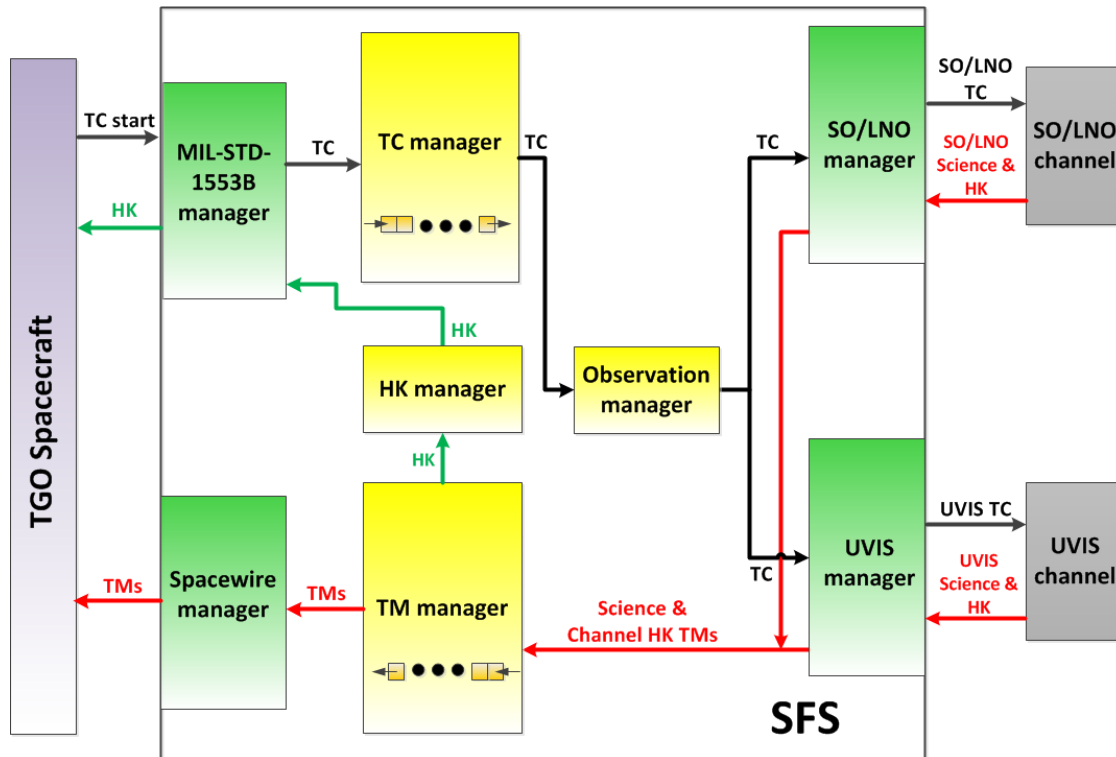 TGO Spacecraft
TC start
HK
TMs
MIL-STD-
1553B
manager
TC
TC manager
TC
HK
HK manager
HK
Observation
manager
TC
TC
SO/LNO
manager
SO/LNO
TC
SO/LNO
Science &
HK
SO/LNO
channel
Spacewire
manager
TMs
TM manager
Science &
Channel HK TMs
UVIS
manager
UVIS TC
UVIS
Science &
HK
UVIS
channel
SFS